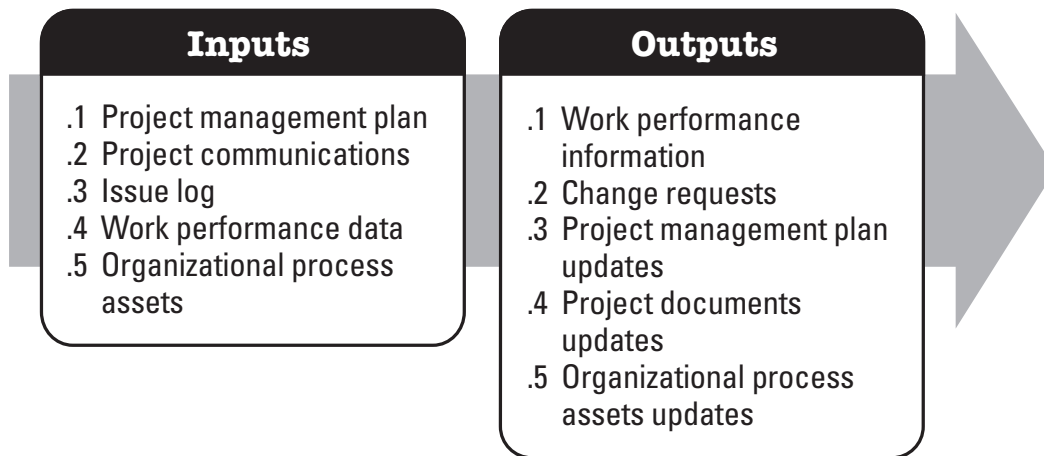 Inputs
.1 Project management plan
.2 Project communications
.3 Issue log
.4 Work performance data
.5 Organizational process
assets
Outputs
.1 Work performance
information
.2 Change requests
.3 Project management plan
updates
.4 Project documents
updates
.5 Organizational process
assets updates